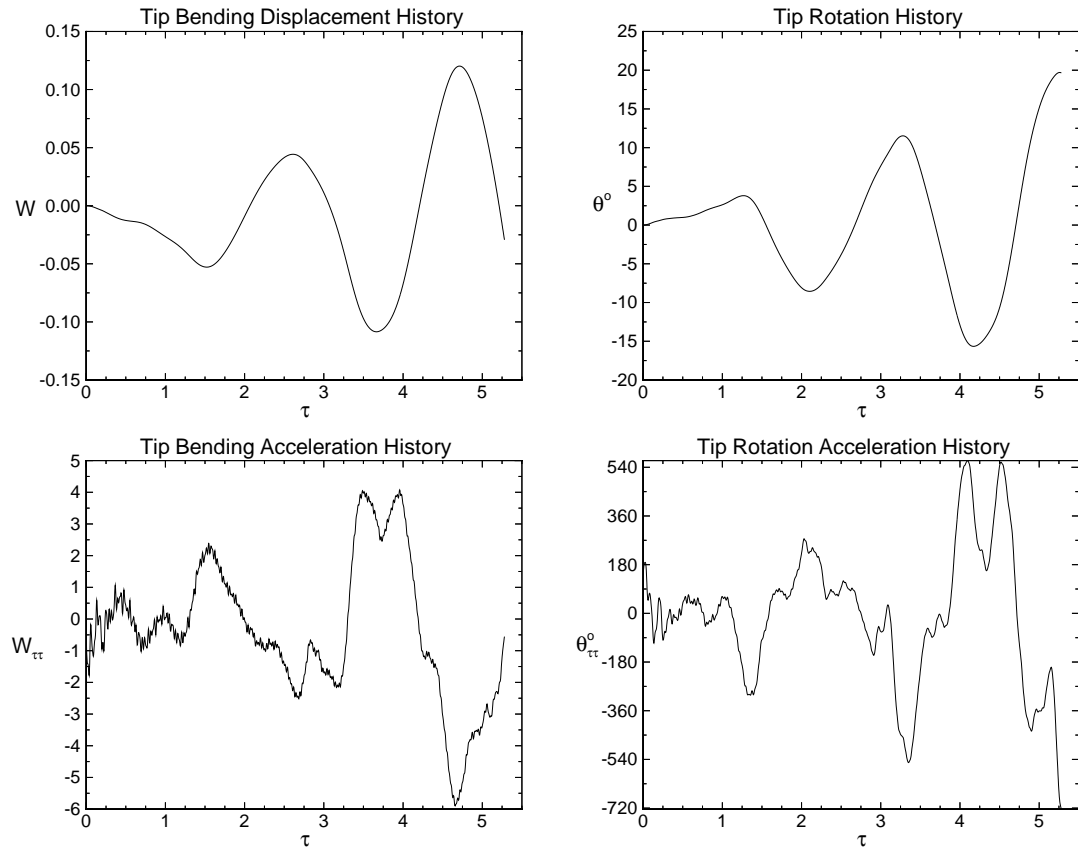 Tip Bending Displacement History
0.15
0.10
0.05
0.00
-0.05
-0.10
-0.15
W
0 1 2 3 4 5
τ
Tip Rotation History
25
20
15
10
5
0
-5
-10
-15
-20
θ°
0 1 2 3 4 5
τ
Tip Bending Acceleration History
5
4
3
2
1
0
-1
-2
-3
-4
-5
-6
Wττ
0 1 2 3 4 5
τ
Tip Rotation Acceleration History
540
360
180
0
-180
-360
-540
-720
θ°ττ
0 1 2 3 4 5
τ